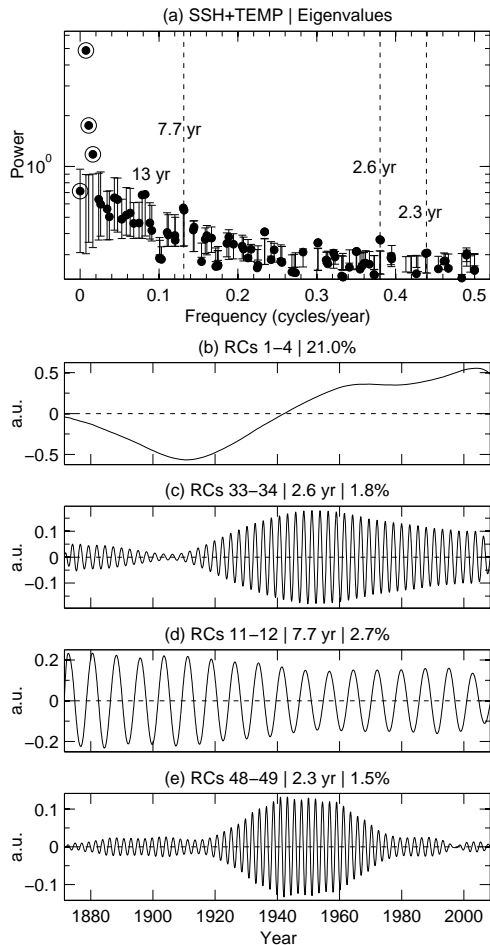 (a) SSH+TEMP | Eigenvalues
Power
10⁰
7.7 yr
13 yr
2.6 yr
2.3 yr
0 0.1 0.2 0.3 0.4 0.5
Frequency (cycles/year)
(b) RCs 1−4 | 21.0%
a.u.
0.5
0
−0.5
(c) RCs 33−34 | 2.6 yr | 1.8%
a.u.
0.1
0
−0.1
(d) RCs 11−12 | 7.7 yr | 2.7%
a.u.
0.2
0
−0.2
(e) RCs 48−49 | 2.3 yr | 1.5%
a.u.
0.1
0
−0.1
1880 1900 1920 1940 1960 1980 2000
Year